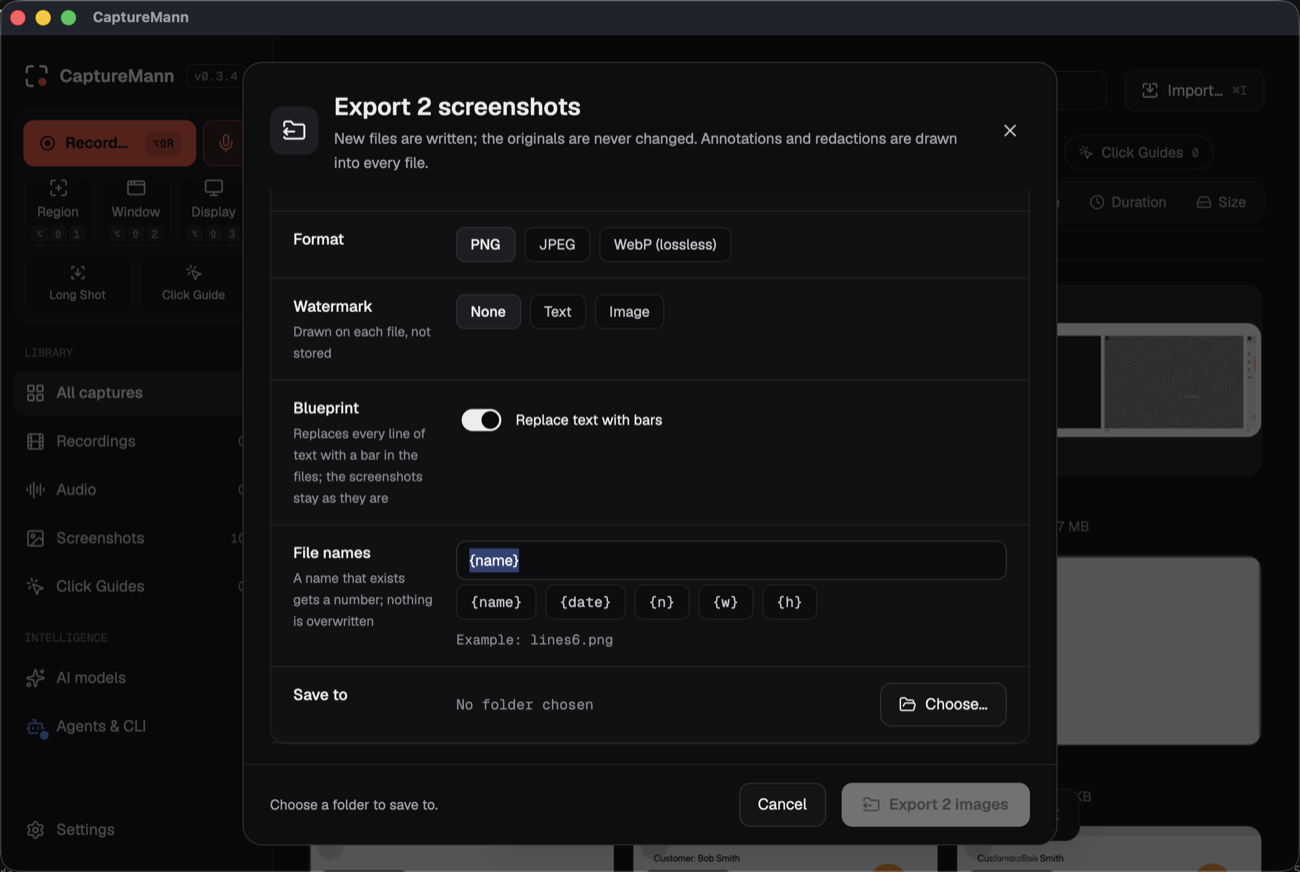 CaptureMann
CaptureMann v0.3.4
Export 2 screenshots
New files are written; the originals are never changed. Annotations and redactions are drawn
into every file.
Import... ⌘I
Record... ⌥⇧R
Click Guides 0
Region
Window
Display
⌥ ⇧ 1
⌥ ⇧ 2
⌥ ⇧ 3
Duration
Size
Long Shot
Click Guide
LIBRARY
All captures
Recordings
Audio
Screenshots
Click Guides
INTELLIGENCE
AI models
Agents & CLI
Settings
Format
PNG
JPEG
WebP (lossless)
Watermark
Drawn on each file, not
stored
None
Text
Image
Blueprint
Replaces every line of
text with a bar in the
files; the screenshots
stay as they are
Replace text with bars
File names
A name that exists
gets a number; nothing
is overwritten
{name}
{name}
{date}
{n}
{w}
{h}
Example: lines6.png
Save to
No folder chosen
Choose...
Choose a folder to save to.
Cancel
Export 2 images
7 MB
KB
Customer: Bob Smith
Smith